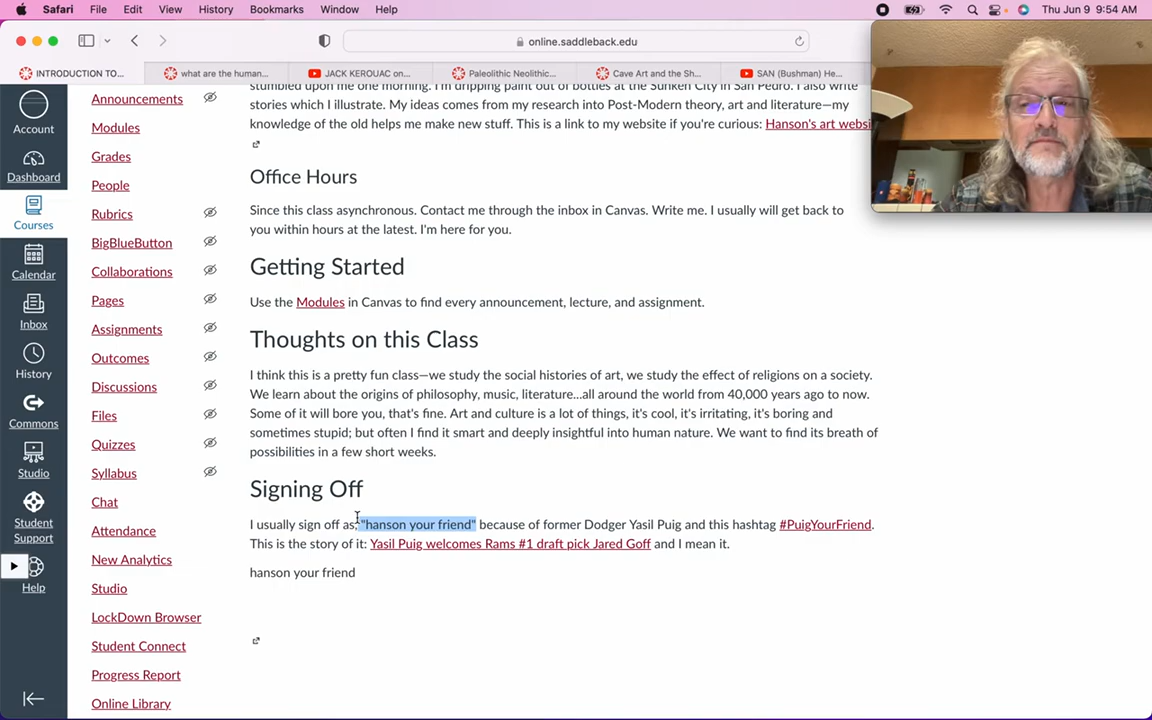 Safari File Edit View History Bookmarks Window Help Thu Jun 9 9:54 AM
online.saddleback.edu
INTRODUCTION TO... what are the human... JACK KEROUAC on... Paleolithic Neolithic... Cave Art and the Sh... SAN (Bushman) He...
Account
Dashboard
Courses
Calendar
Inbox
History
Commons
Studio
Student
Support
Help
Announcements
Modules
Grades
People
Rubrics
BigBlueButton
Collaborations
Pages
Assignments
Outcomes
Discussions
Files
Quizzes
Syllabus
Chat
Attendance
New Analytics
Studio
LockDown Browser
Student Connect
Progress Report
Online Library
stumbled upon me one morning. I'm dripping paint out of bottles at the Sunken City in San Pedro. I also write
stories which I illustrate. My ideas comes from my research into Post-Modern theory, art and literature—my
knowledge of the old helps me make new stuff. This is a link to my website if you're curious: Hanson's art websi
Office Hours
Since this class asynchronous. Contact me through the inbox in Canvas. Write me. I usually will get back to
you within hours at the latest. I'm here for you.
Getting Started
Use the Modules in Canvas to find every announcement, lecture, and assignment.
Thoughts on this Class
I think this is a pretty fun class—we study the social histories of art, we study the effect of religions on a society.
We learn about the origins of philosophy, music, literature...all around the world from 40,000 years ago to now.
Some of it will bore you, that's fine. Art and culture is a lot of things, it's cool, it's irritating, it's boring and
sometimes stupid; but often I find it smart and deeply insightful into human nature. We want to find its breath of
possibilities in a few short weeks.
Signing Off
I usually sign off as, "hanson your friend" because of former Dodger Yasil Puig and this hashtag #PuigYourFriend.
This is the story of it: Yasil Puig welcomes Rams #1 draft pick Jared Goff and I mean it.
hanson your friend